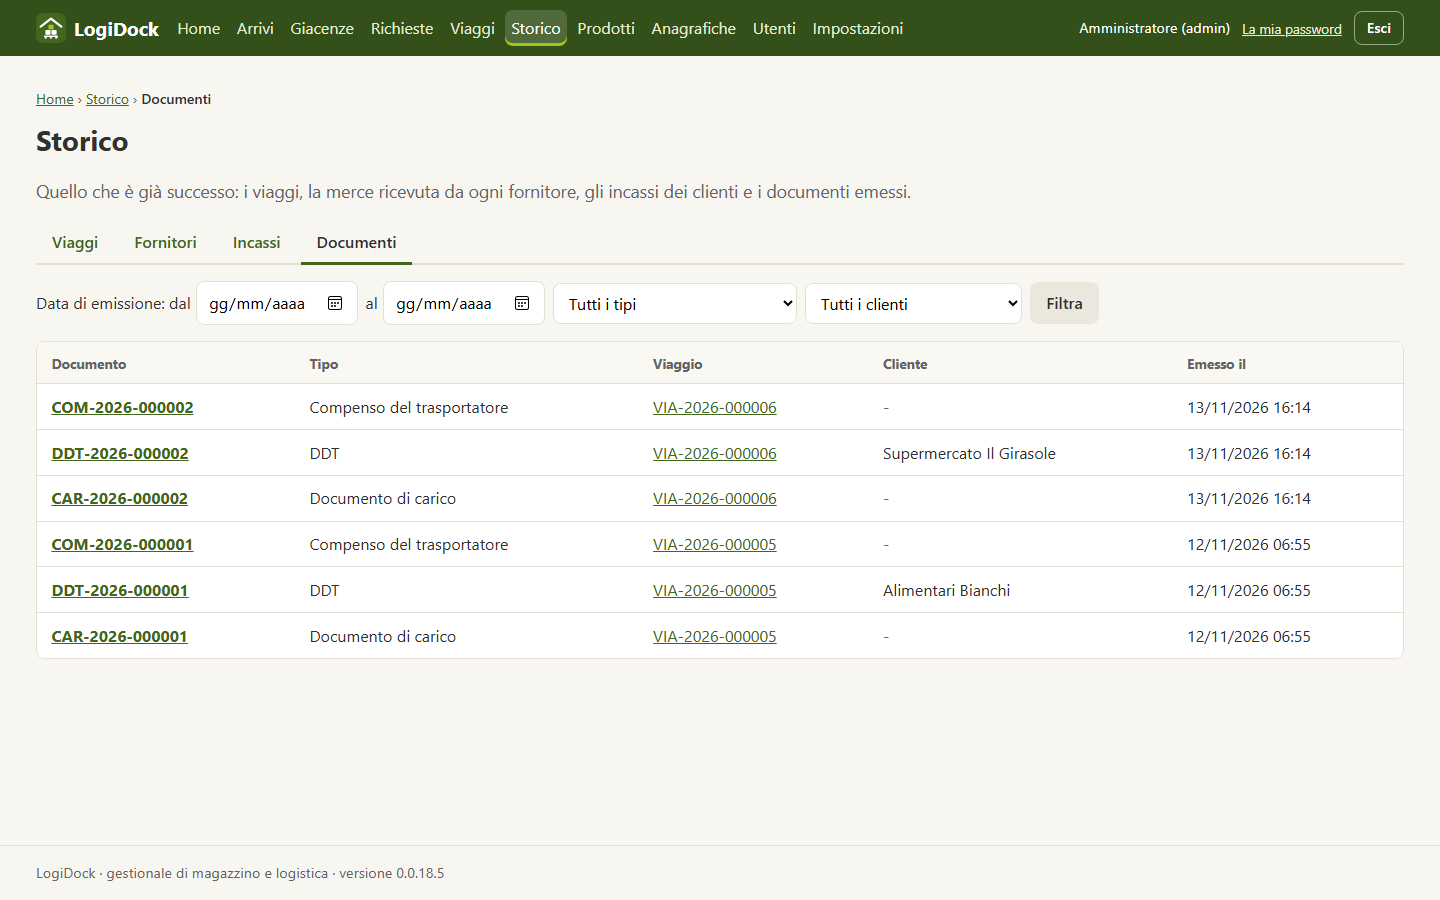 LogiDock Home Arrivi Giacenze Richieste Viaggi Storico Prodotti Anagrafiche Utenti Impostazioni Amministratore (admin) La mia password Esci
Home › Storico › Documenti
Storico
Quello che è già successo: i viaggi, la merce ricevuta da ogni fornitore, gli incassi dei clienti e i documenti emessi.
Viaggi Fornitori Incassi Documenti
Data di emissione: dal gg/mm/aaaa al gg/mm/aaaa Tutti i tipi Tutti i clienti Filtra
Documento Tipo Viaggio Cliente Emesso il
COM-2026-000002 Compenso del trasportatore VIA-2026-000006 - 13/11/2026 16:14
DDT-2026-000002 DDT VIA-2026-000006 Supermercato Il Girasole 13/11/2026 16:14
CAR-2026-000002 Documento di carico VIA-2026-000006 - 13/11/2026 16:14
COM-2026-000001 Compenso del trasportatore VIA-2026-000005 - 12/11/2026 06:55
DDT-2026-000001 DDT VIA-2026-000005 Alimentari Bianchi 12/11/2026 06:55
CAR-2026-000001 Documento di carico VIA-2026-000005 - 12/11/2026 06:55
LogiDock · gestionale di magazzino e logistica · versione 0.0.18.5